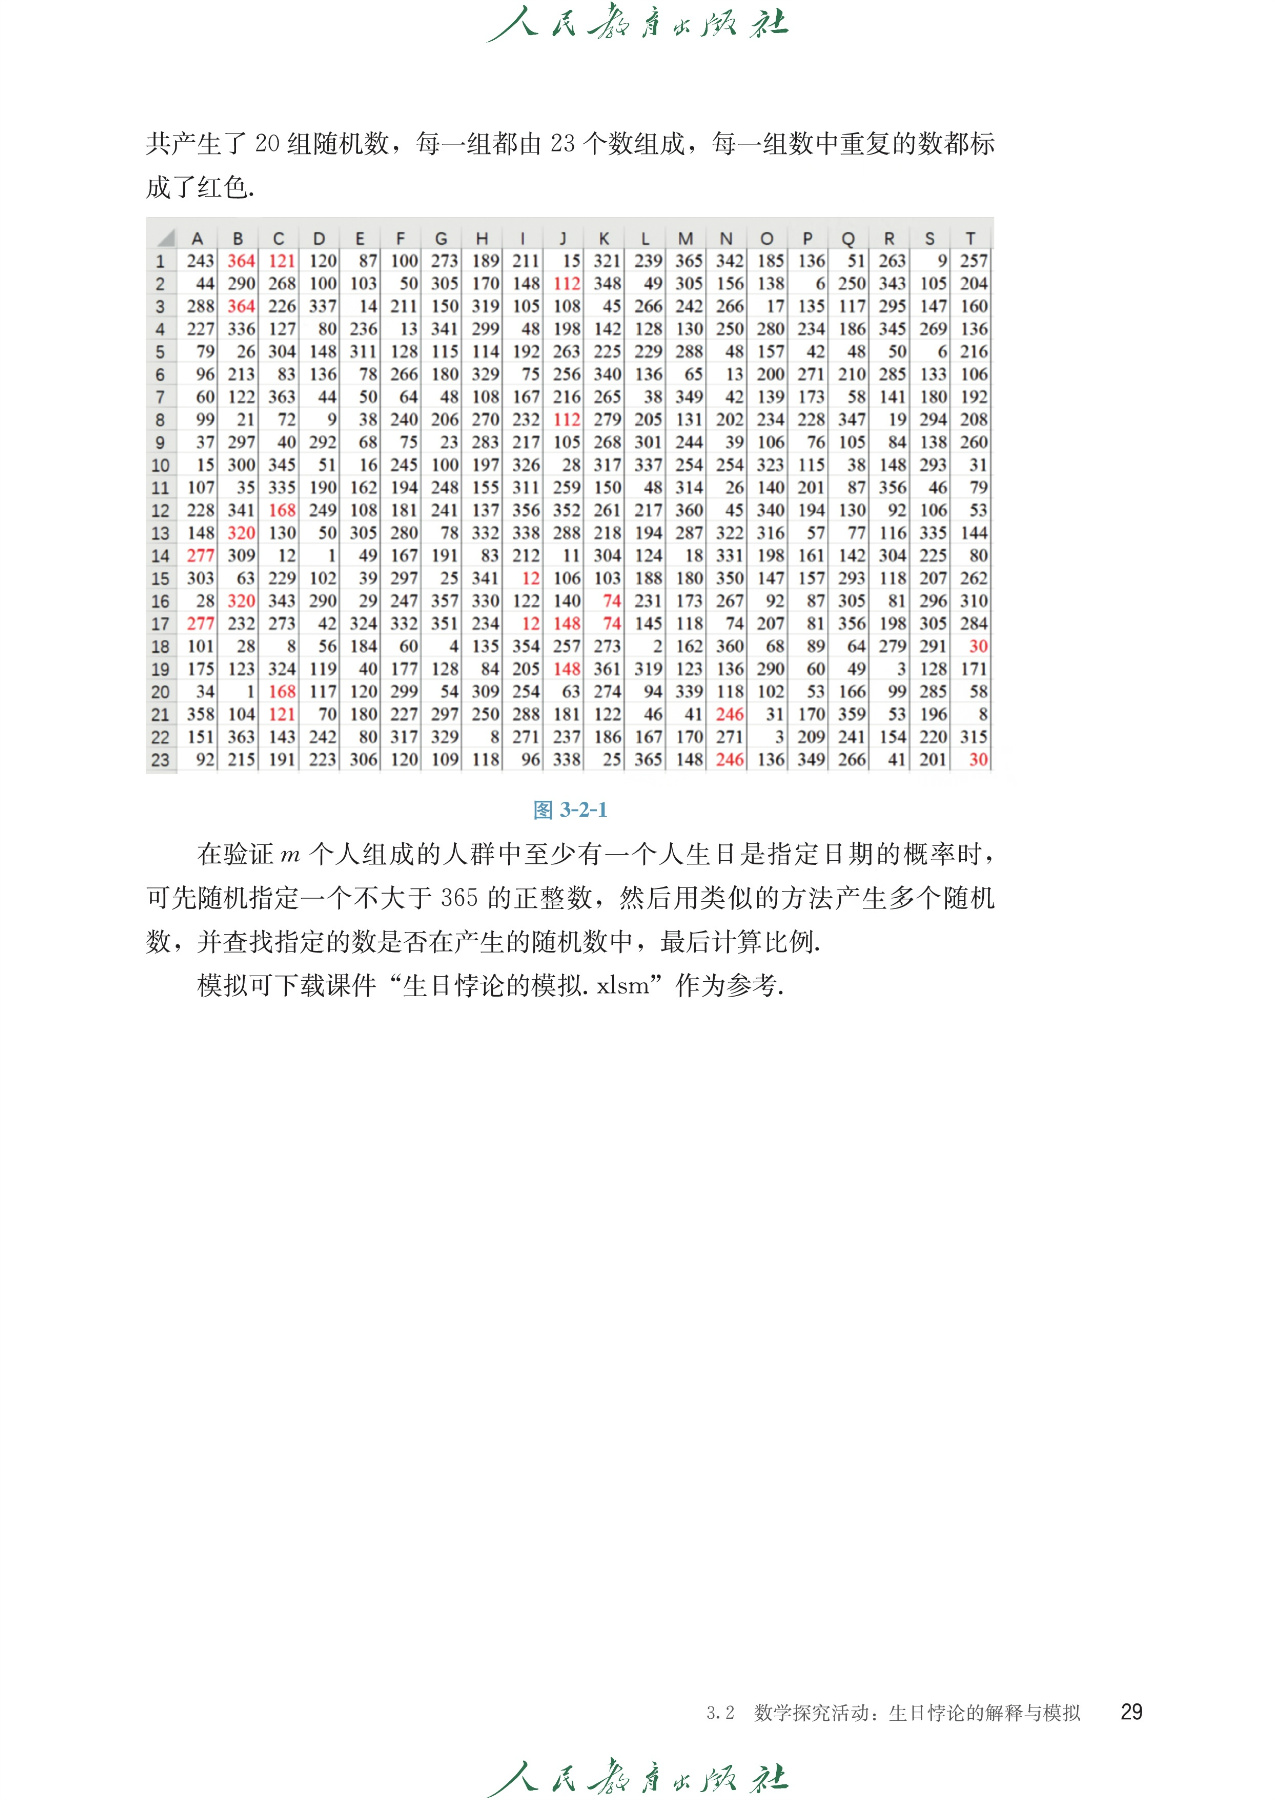 人民教育出版社
共产生了 20 组随机数，每一组都由 23 个数组成，每一组数中重复的数都标
成了红色.
A B C D E F G H I J K L M N O P Q R S T
1 243 364 121 120 87 100 273 189 211 15 321 239 365 342 185 136 51 263 9 257
2 44 290 268 100 103 50 305 170 148 112 348 49 305 156 138 6 250 343 105 204
3 288 364 226 337 14 211 150 319 105 108 45 266 242 266 17 135 117 295 147 160
4 227 336 127 80 236 13 341 299 48 198 142 128 130 250 280 234 186 345 269 136
5 79 26 304 148 311 128 115 114 192 263 225 229 288 48 157 42 48 50 6 216
6 96 213 83 136 78 266 180 329 75 256 340 136 65 13 200 271 210 285 133 106
7 60 122 363 44 50 64 48 108 167 216 265 38 349 42 139 173 58 141 180 192
8 99 21 72 9 38 240 206 270 232 112 279 205 131 202 234 228 347 19 294 208
9 37 297 40 292 68 75 23 283 217 105 268 301 244 39 106 76 105 84 138 260
10 15 300 345 51 16 245 100 197 326 28 317 337 254 254 323 115 38 148 293 31
11 107 35 335 190 162 194 248 155 311 259 150 48 314 26 140 201 87 356 46 79
12 228 341 168 249 108 181 241 137 356 352 261 217 360 45 340 194 130 92 106 53
13 148 320 130 50 305 280 78 332 338 288 218 194 287 322 316 57 77 116 335 144
14 277 309 12 1 49 167 191 83 212 11 304 124 18 331 198 161 142 304 225 80
15 303 63 229 102 39 297 25 341 12 106 103 188 180 350 147 157 293 118 207 262
16 28 320 343 290 29 247 357 330 122 140 74 231 173 267 92 87 305 81 296 310
17 277 232 273 42 324 332 351 234 12 148 74 145 118 74 207 81 356 198 305 284
18 101 28 8 56 184 60 4 135 354 257 273 2 162 360 68 89 64 279 291 30
19 175 123 324 119 40 177 128 84 205 148 361 319 123 136 290 60 49 3 128 171
20 34 1 168 117 120 299 54 309 254 63 274 94 339 118 102 53 166 99 285 58
21 358 104 121 70 180 227 297 250 288 181 122 46 41 246 31 170 359 53 196 8
22 151 363 143 242 80 317 329 8 271 237 186 167 170 271 3 209 241 154 220 315
23 92 215 191 223 306 120 109 118 96 338 25 365 148 246 136 349 266 41 201 30
图 3-2-1
在验证 m 个人组成的人群中至少有一个人生日是指定日期的概率时，
可先随机指定一个不大于 365 的正整数，然后用类似的方法产生多个随机
数，并查找指定的数是否在产生的随机数中，最后计算比例.
模拟可下载课件“生日悖论的模拟. xlsm”作为参考.
3.2 数学探究活动：生日悖论的解释与模拟 29
人民教育出版社